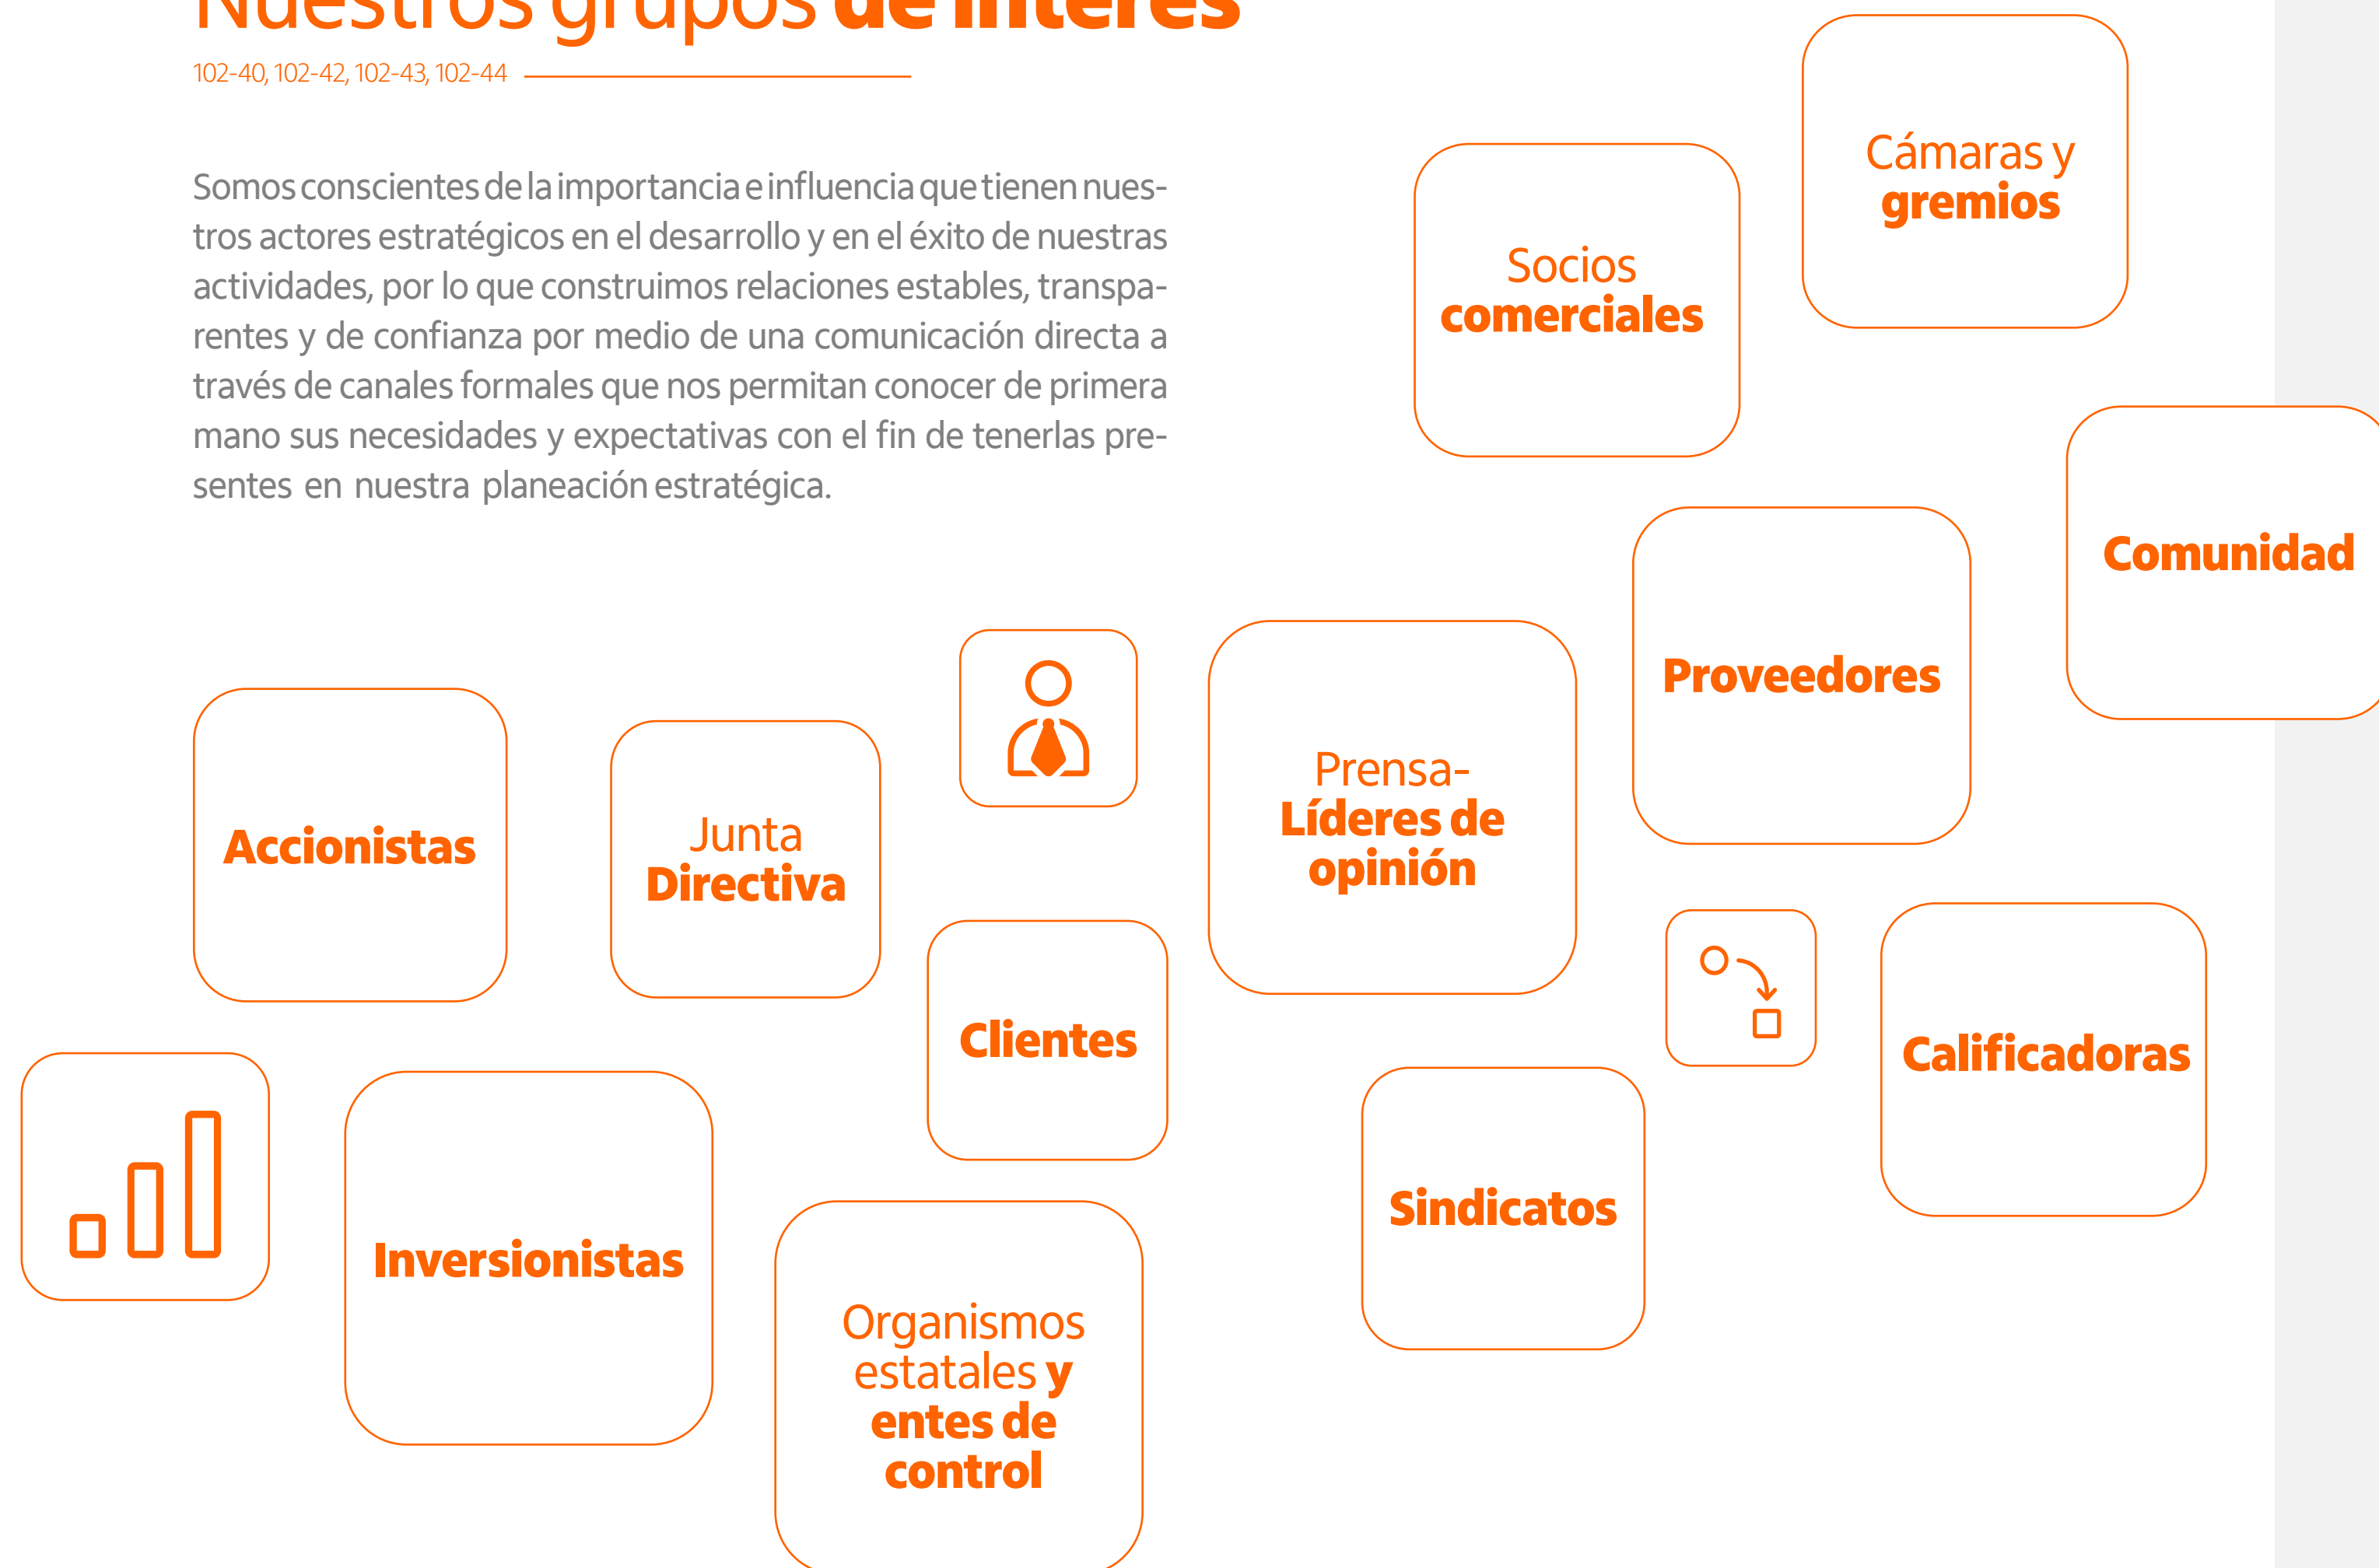 Nuestros grupos de interés
102-40, 102-42, 102-43, 102-44
Somos conscientes de la importancia e influencia que tienen nues-
tros actores estratégicos en el desarrollo y en el éxito de nuestras
actividades, por lo que construimos relaciones estables, transpa-
rentes y de confianza por medio de una comunicación directa a
través de canales formales que nos permitan conocer de primera
mano sus necesidades y expectativas con el fin de tenerlas pre-
sentes en nuestra planeación estratégica.
Cámaras y
gremios
Socios
comerciales
Comunidad
Proveedores
Prensa-
Líderes de
opinión
Accionistas
Junta
Directiva
Clientes
Calificadoras
Sindicatos
Inversionistas
Organismos
estatales y
entes de
control